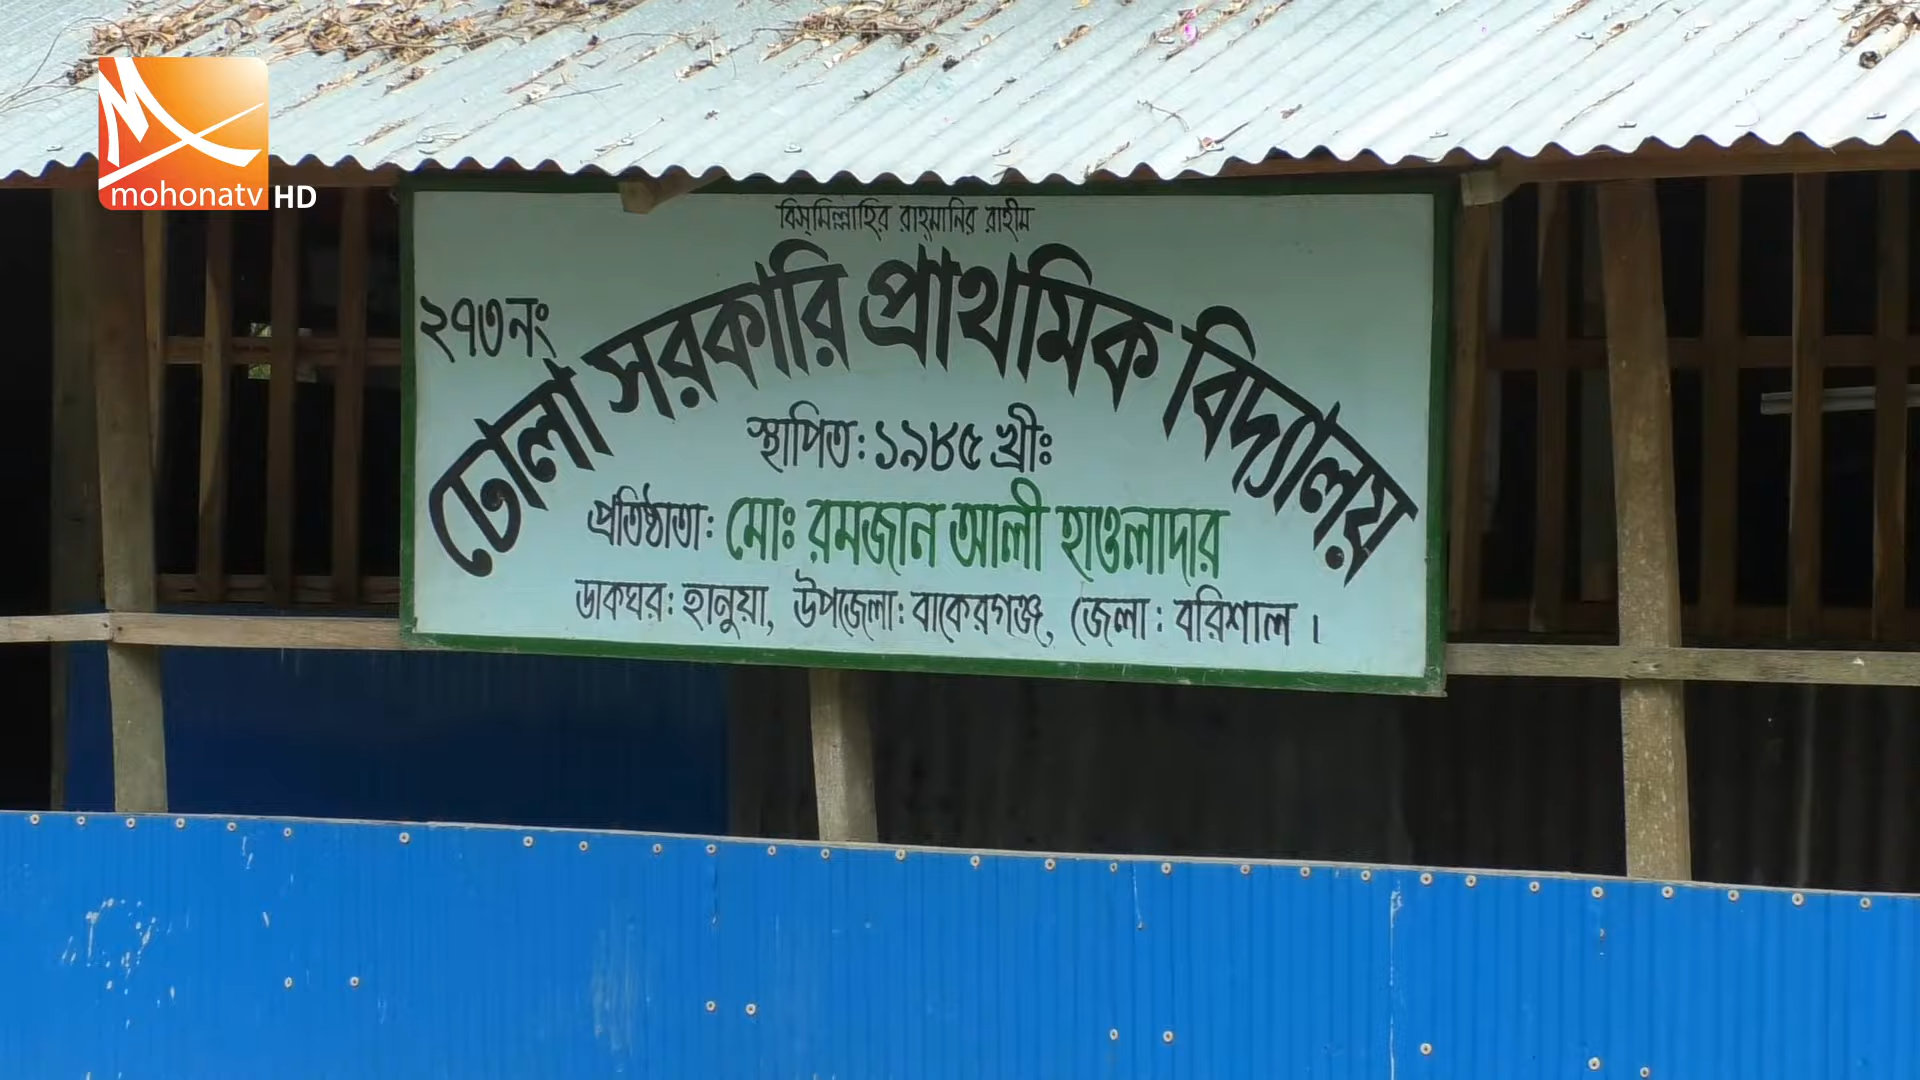 mohonatv HD
বিস্‌মিল্লাহির রাহ্‌মানির রাহীম
২৭৩নং
ঢোলা সরকারি প্রাথমিক বিদ্যালয়
স্থাপিত: ১৯৮৫ খ্রীঃ
প্রতিষ্ঠাতা: মোঃ রমজান আলী হাওলাদার
ডাকঘর: হানুয়া, উপজেলা: বাকেরগঞ্জ, জেলা: বরিশাল।